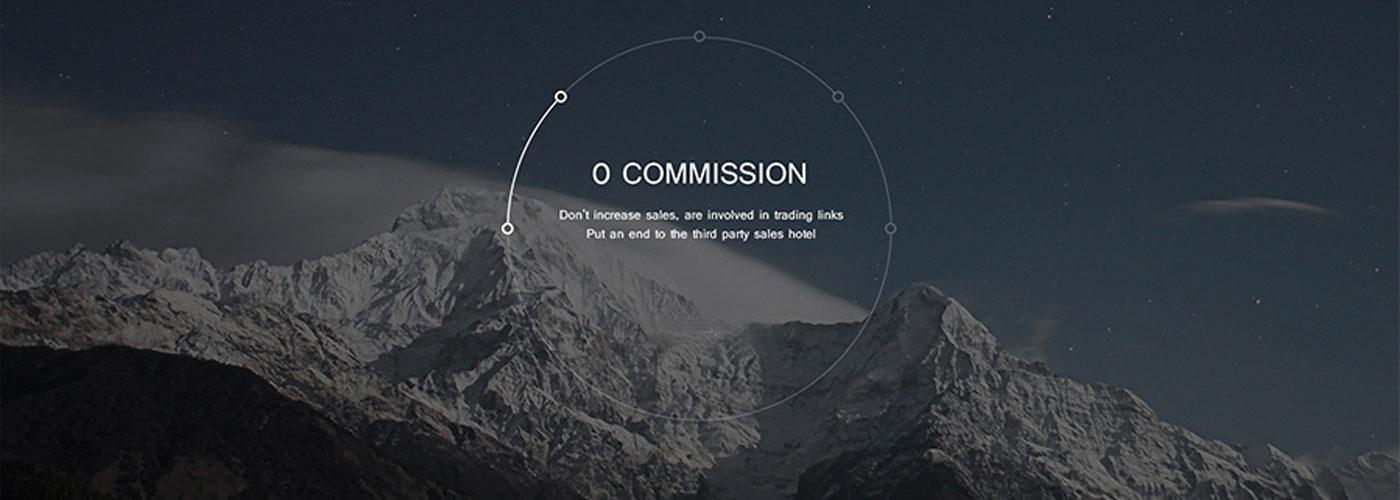 0 COMMISSION
Don't increase sales, are involved in trading links
Put an end to the third party sales hotel